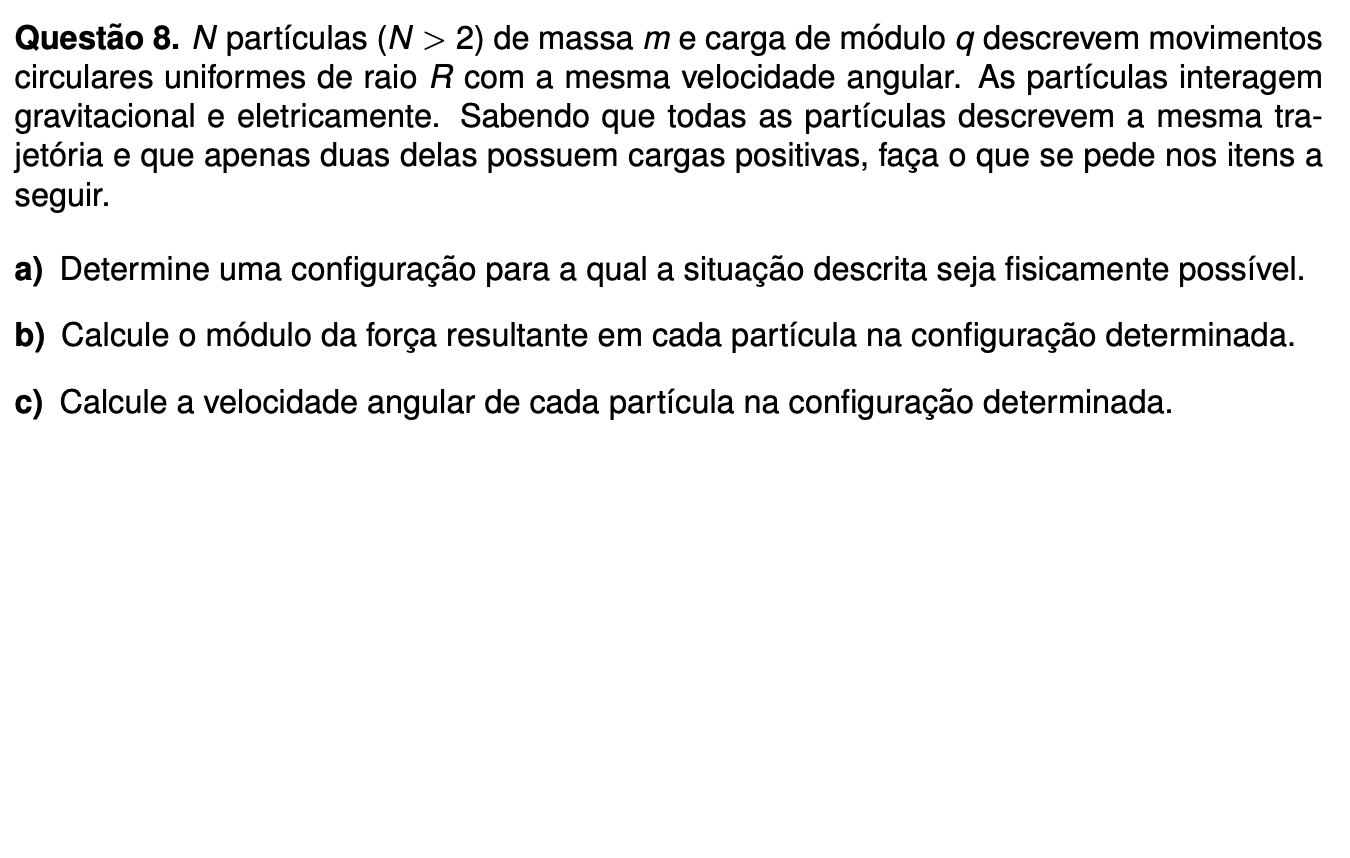 Questão 8. N partículas (N > 2) de massa m e carga de módulo q descrevem movimentos
circulares uniformes de raio R com a mesma velocidade angular. As partículas interagem
gravitacional e eletricamente. Sabendo que todas as partículas descrevem a mesma tra-
jetória e que apenas duas delas possuem cargas positivas, faça o que se pede nos itens a
seguir.
a) Determine uma configuração para a qual a situação descrita seja fisicamente possível.
b) Calcule o módulo da força resultante em cada partícula na configuração determinada.
c) Calcule a velocidade angular de cada partícula na configuração determinada.